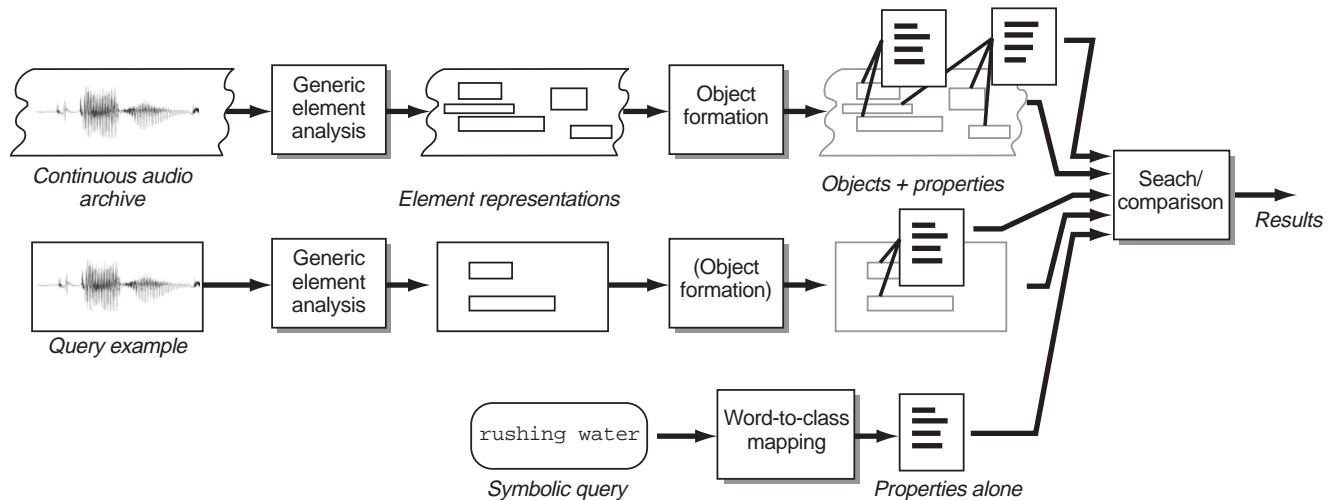 Generic
element
analysis
Object
formation
Seach/
comparison
Continuous audio
archive
Element representations
Objects + properties
Results
Generic
element
analysis
(Object
formation)
Query example
rushing water
Word-to-class
mapping
Symbolic query
Properties alone